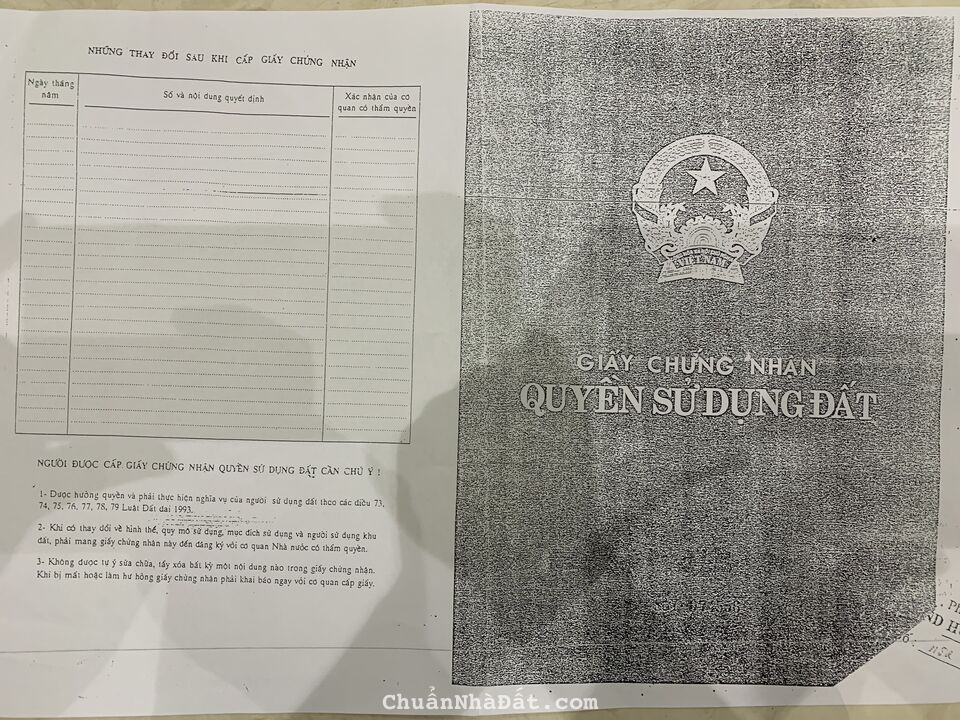 NHỮNG THAY ĐỔI SAU KHI CẤP GIẤY CHỨNG NHẬN
Ngày tháng năm
Số và nội dung quyết định
Xác nhận của cơ quan có thẩm quyền
NGƯỜI ĐƯỢC CẤP GIẤY CHỨNG NHẬN QUYỀN SỬ DỤNG ĐẤT CẦN CHÚ Ý !
1- Được hưởng quyền và phải thực hiện nghĩa vụ của người sử dụng đất theo các điều 73,
74, 75, 76, 77, 78, 79 Luật Đất đai 1993.
2- Khi có thay đổi về hình thể, quy mô sử dụng, mục đích sử dụng và người sử dụng khu
đất, phải mang giấy chứng nhận này đến đăng ký với cơ quan Nhà nước có thẩm quyền.
3- Không được tự ý sửa chữa, tẩy xóa bất kỳ một nội dung nào trong giấy chứng nhận.
Khi bị mất hoặc làm hư hỏng giấy chứng nhận phải khai báo ngay với cơ quan cấp giấy.
VIỆT NAM
GIẤY CHỨNG NHẬN
QUYỀN SỬ DỤNG ĐẤT
ChuẩnNhàĐất.com